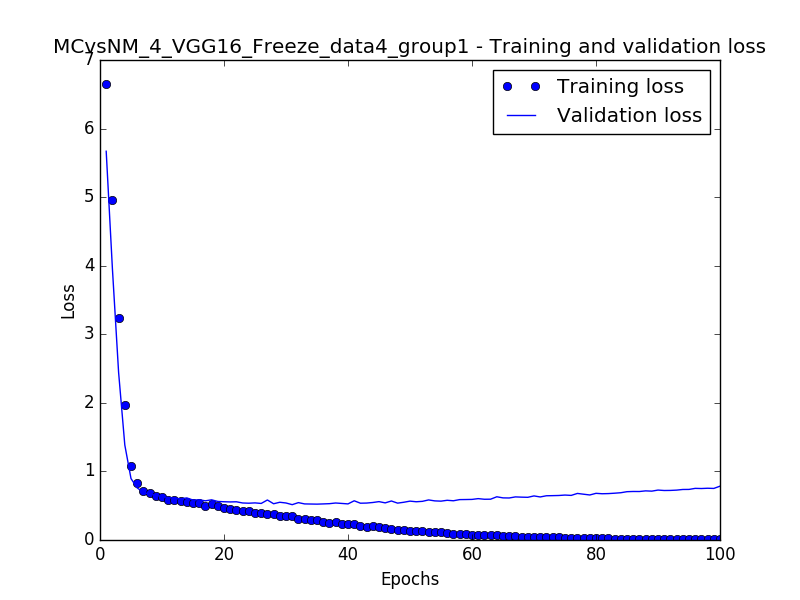 MCvsNM_4_VGG16_Freeze_data4_group1 - Training and validation loss
7
Training loss
Validation loss
6
5
4
Loss
3
2
1
0
0 20 40 60 80 100
Epochs